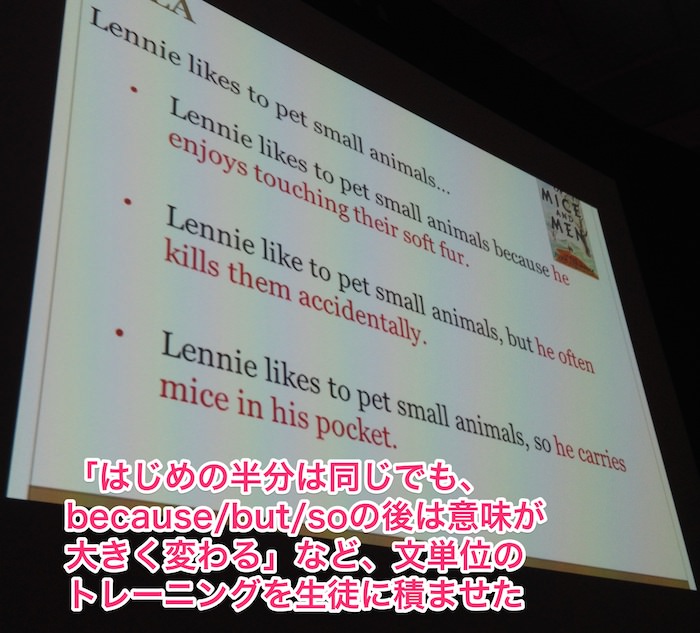 LA
Lennie likes to pet small animals...
• Lennie likes to pet small animals because he
enjoys touching their soft fur.
• Lennie like to pet small animals, but he often
kills them accidentally.
• Lennie likes to pet small animals, so he carries
mice in his pocket.
MICE
AND
MEN
「はじめの半分は同じでも、
because/but/soの後は意味が
大きく変わる」など、文単位の
トレーニングを生徒に積ませた